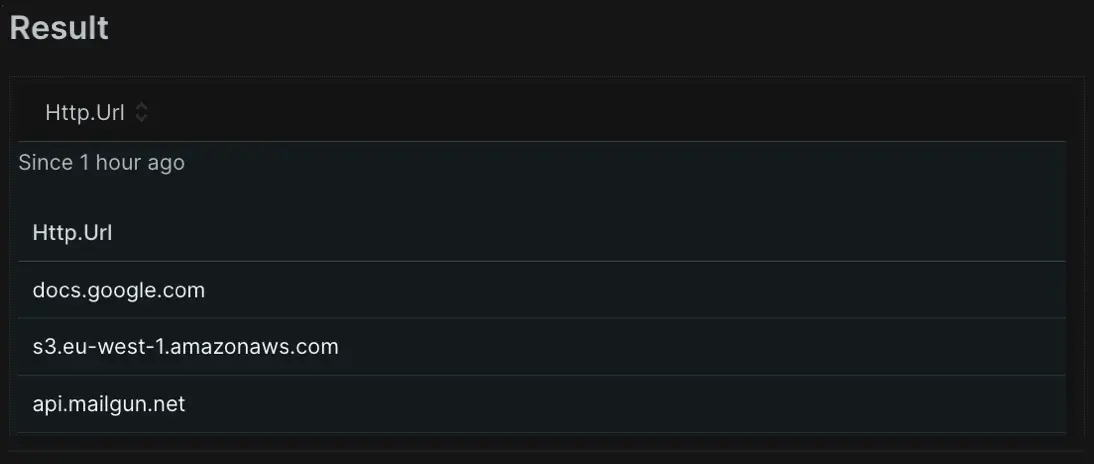 Result
Http.Url
Since 1 hour ago
Http.Url
docs.google.com
s3.eu-west-1.amazonaws.com
api.mailgun.net